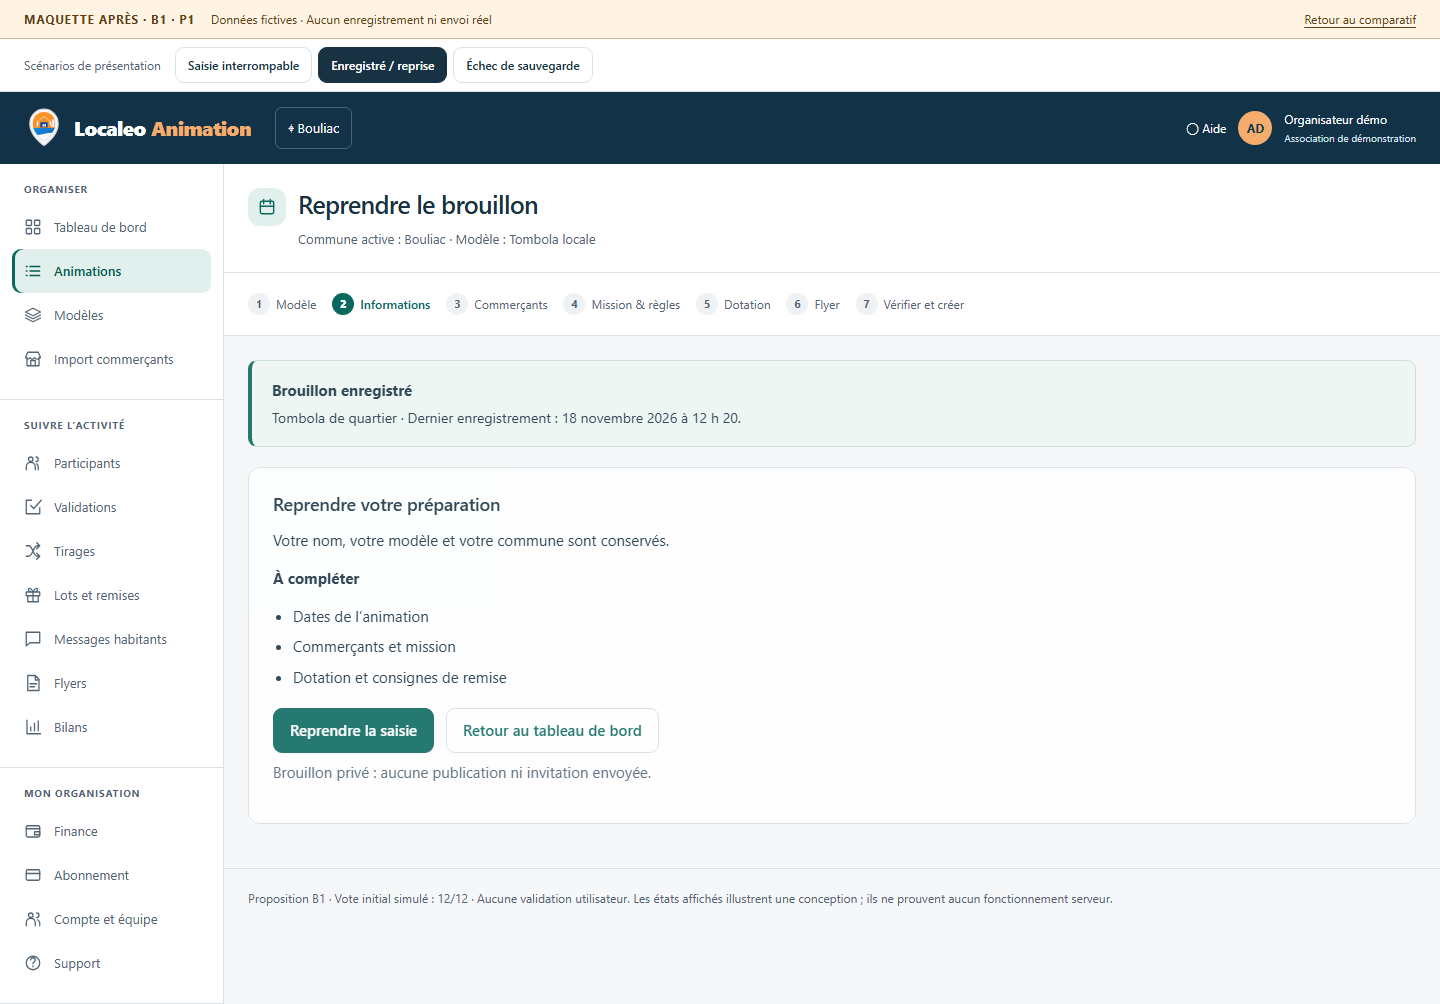 MAQUETTE APRÈS · B1 · P1 Données fictives · Aucun enregistrement ni envoi réel Retour au comparatif
Scénarios de présentation Saisie interrompable Enregistré / reprise Échec de sauvegarde
Localeo Animation Bouliac Aide AD Organisateur démo
Association de démonstration
ORGANISER
Tableau de bord
Animations
Modèles
Import commerçants
SUIVRE L’ACTIVITÉ
Participants
Validations
Tirages
Lots et remises
Messages habitants
Flyers
Bilans
MON ORGANISATION
Finance
Abonnement
Compte et équipe
Support
Reprendre le brouillon
Commune active : Bouliac · Modèle : Tombola locale
1 Modèle 2 Informations 3 Commerçants 4 Mission & règles 5 Dotation 6 Flyer 7 Vérifier et créer
Brouillon enregistré
Tombola de quartier · Dernier enregistrement : 18 novembre 2026 à 12 h 20.
Reprendre votre préparation
Votre nom, votre modèle et votre commune sont conservés.
À compléter
• Dates de l’animation
• Commerçants et mission
• Dotation et consignes de remise
Reprendre la saisie Retour au tableau de bord
Brouillon privé : aucune publication ni invitation envoyée.
Proposition B1 · Vote initial simulé : 12/12 · Aucune validation utilisateur. Les états affichés illustrent une conception ; ils ne prouvent aucun fonctionnement serveur.